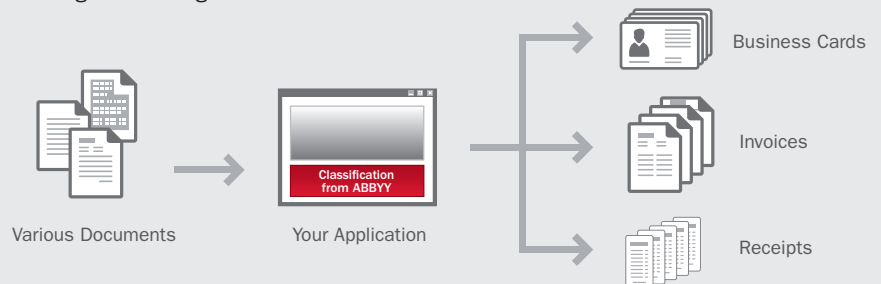 Business Cards
Classification
from ABBYY
Invoices
Various Documents
Your Application
Receipts